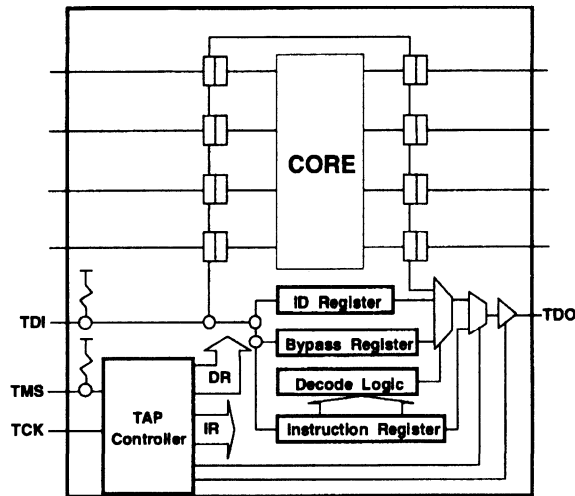 CORE
TDI
ID Register
TDO
Bypass Register
TMS
DR
Decode Logic
TCK
TAP
Controller
IR
Instruction Register